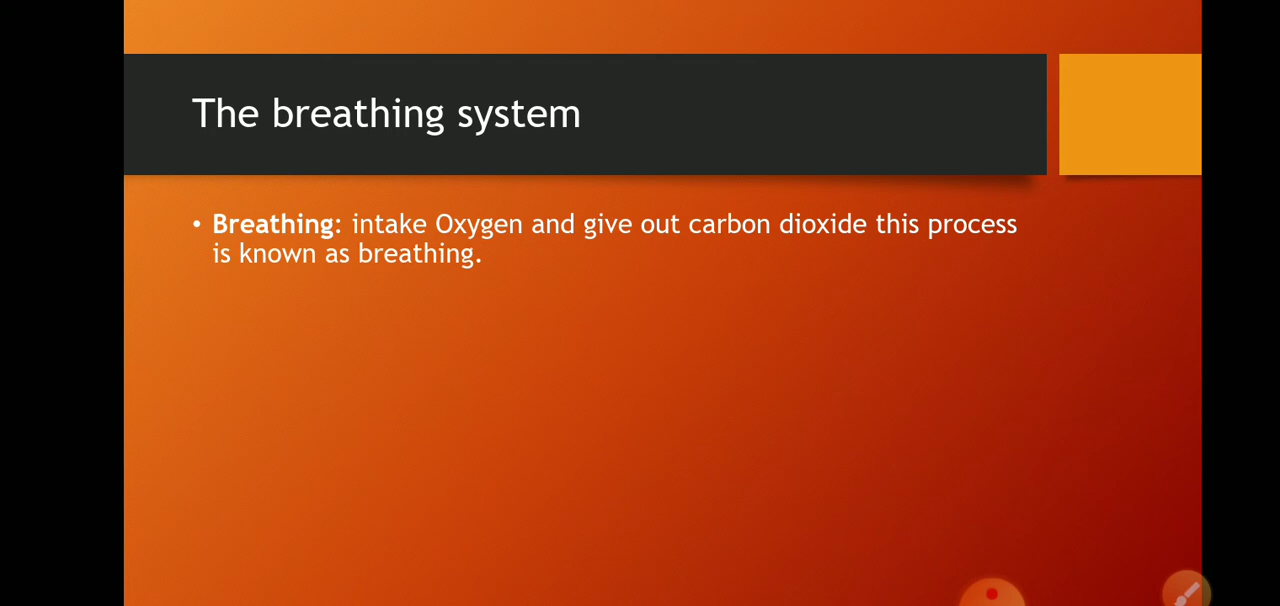 The breathing system
• Breathing: intake Oxygen and give out carbon dioxide this process
is known as breathing.